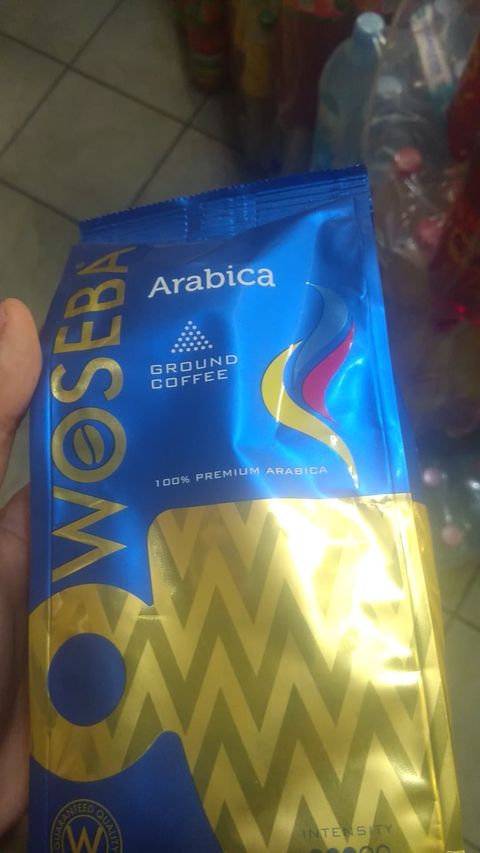 WOSEBA
Arabica
GROUND
COFFEE
100% PREMIUM ARABICA
INTENSITY
GUARANTEED QUALITY
W